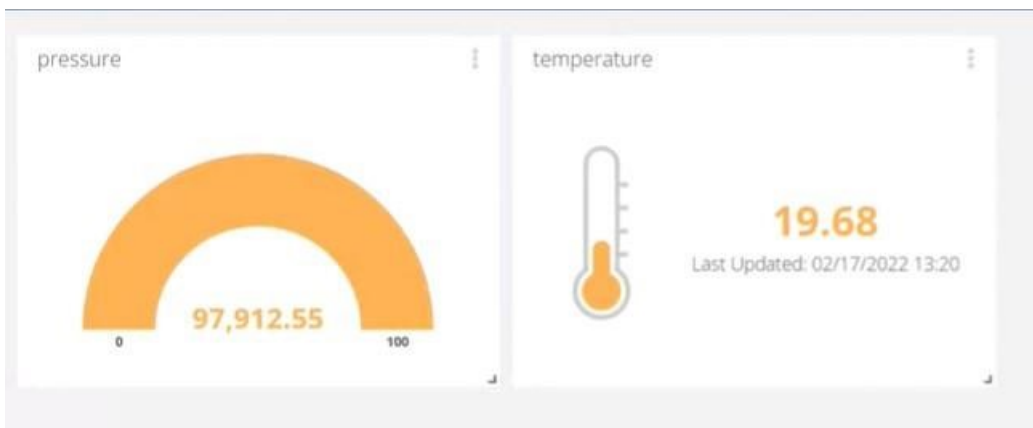 pressure
97,912.55
0
100
temperature
19.68
Last Updated: 02/17/2022 13:20